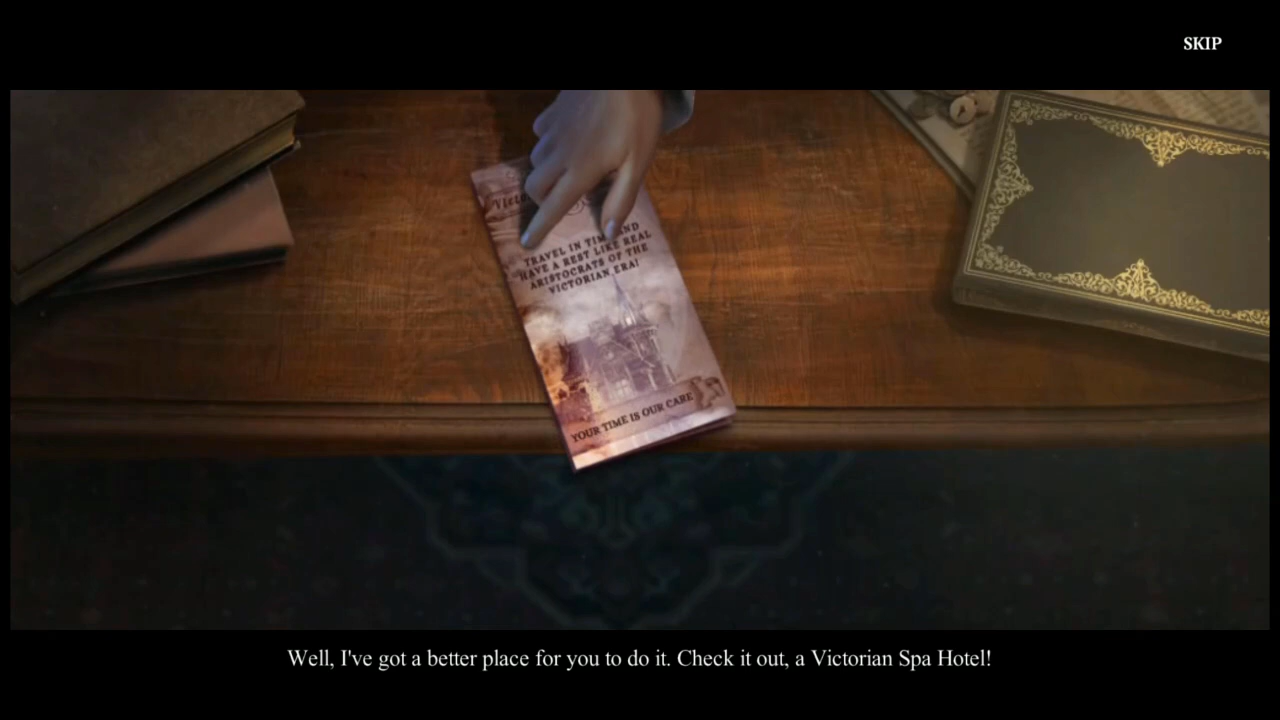 SKIP
TRAVEL IN TIME AND
HAVE A REST LIKE REAL
ARISTOCRATS OF THE
VICTORIAN ERA!
YOUR TIME IS OUR CARE
Well, I've got a better place for you to do it. Check it out, a Victorian Spa Hotel!